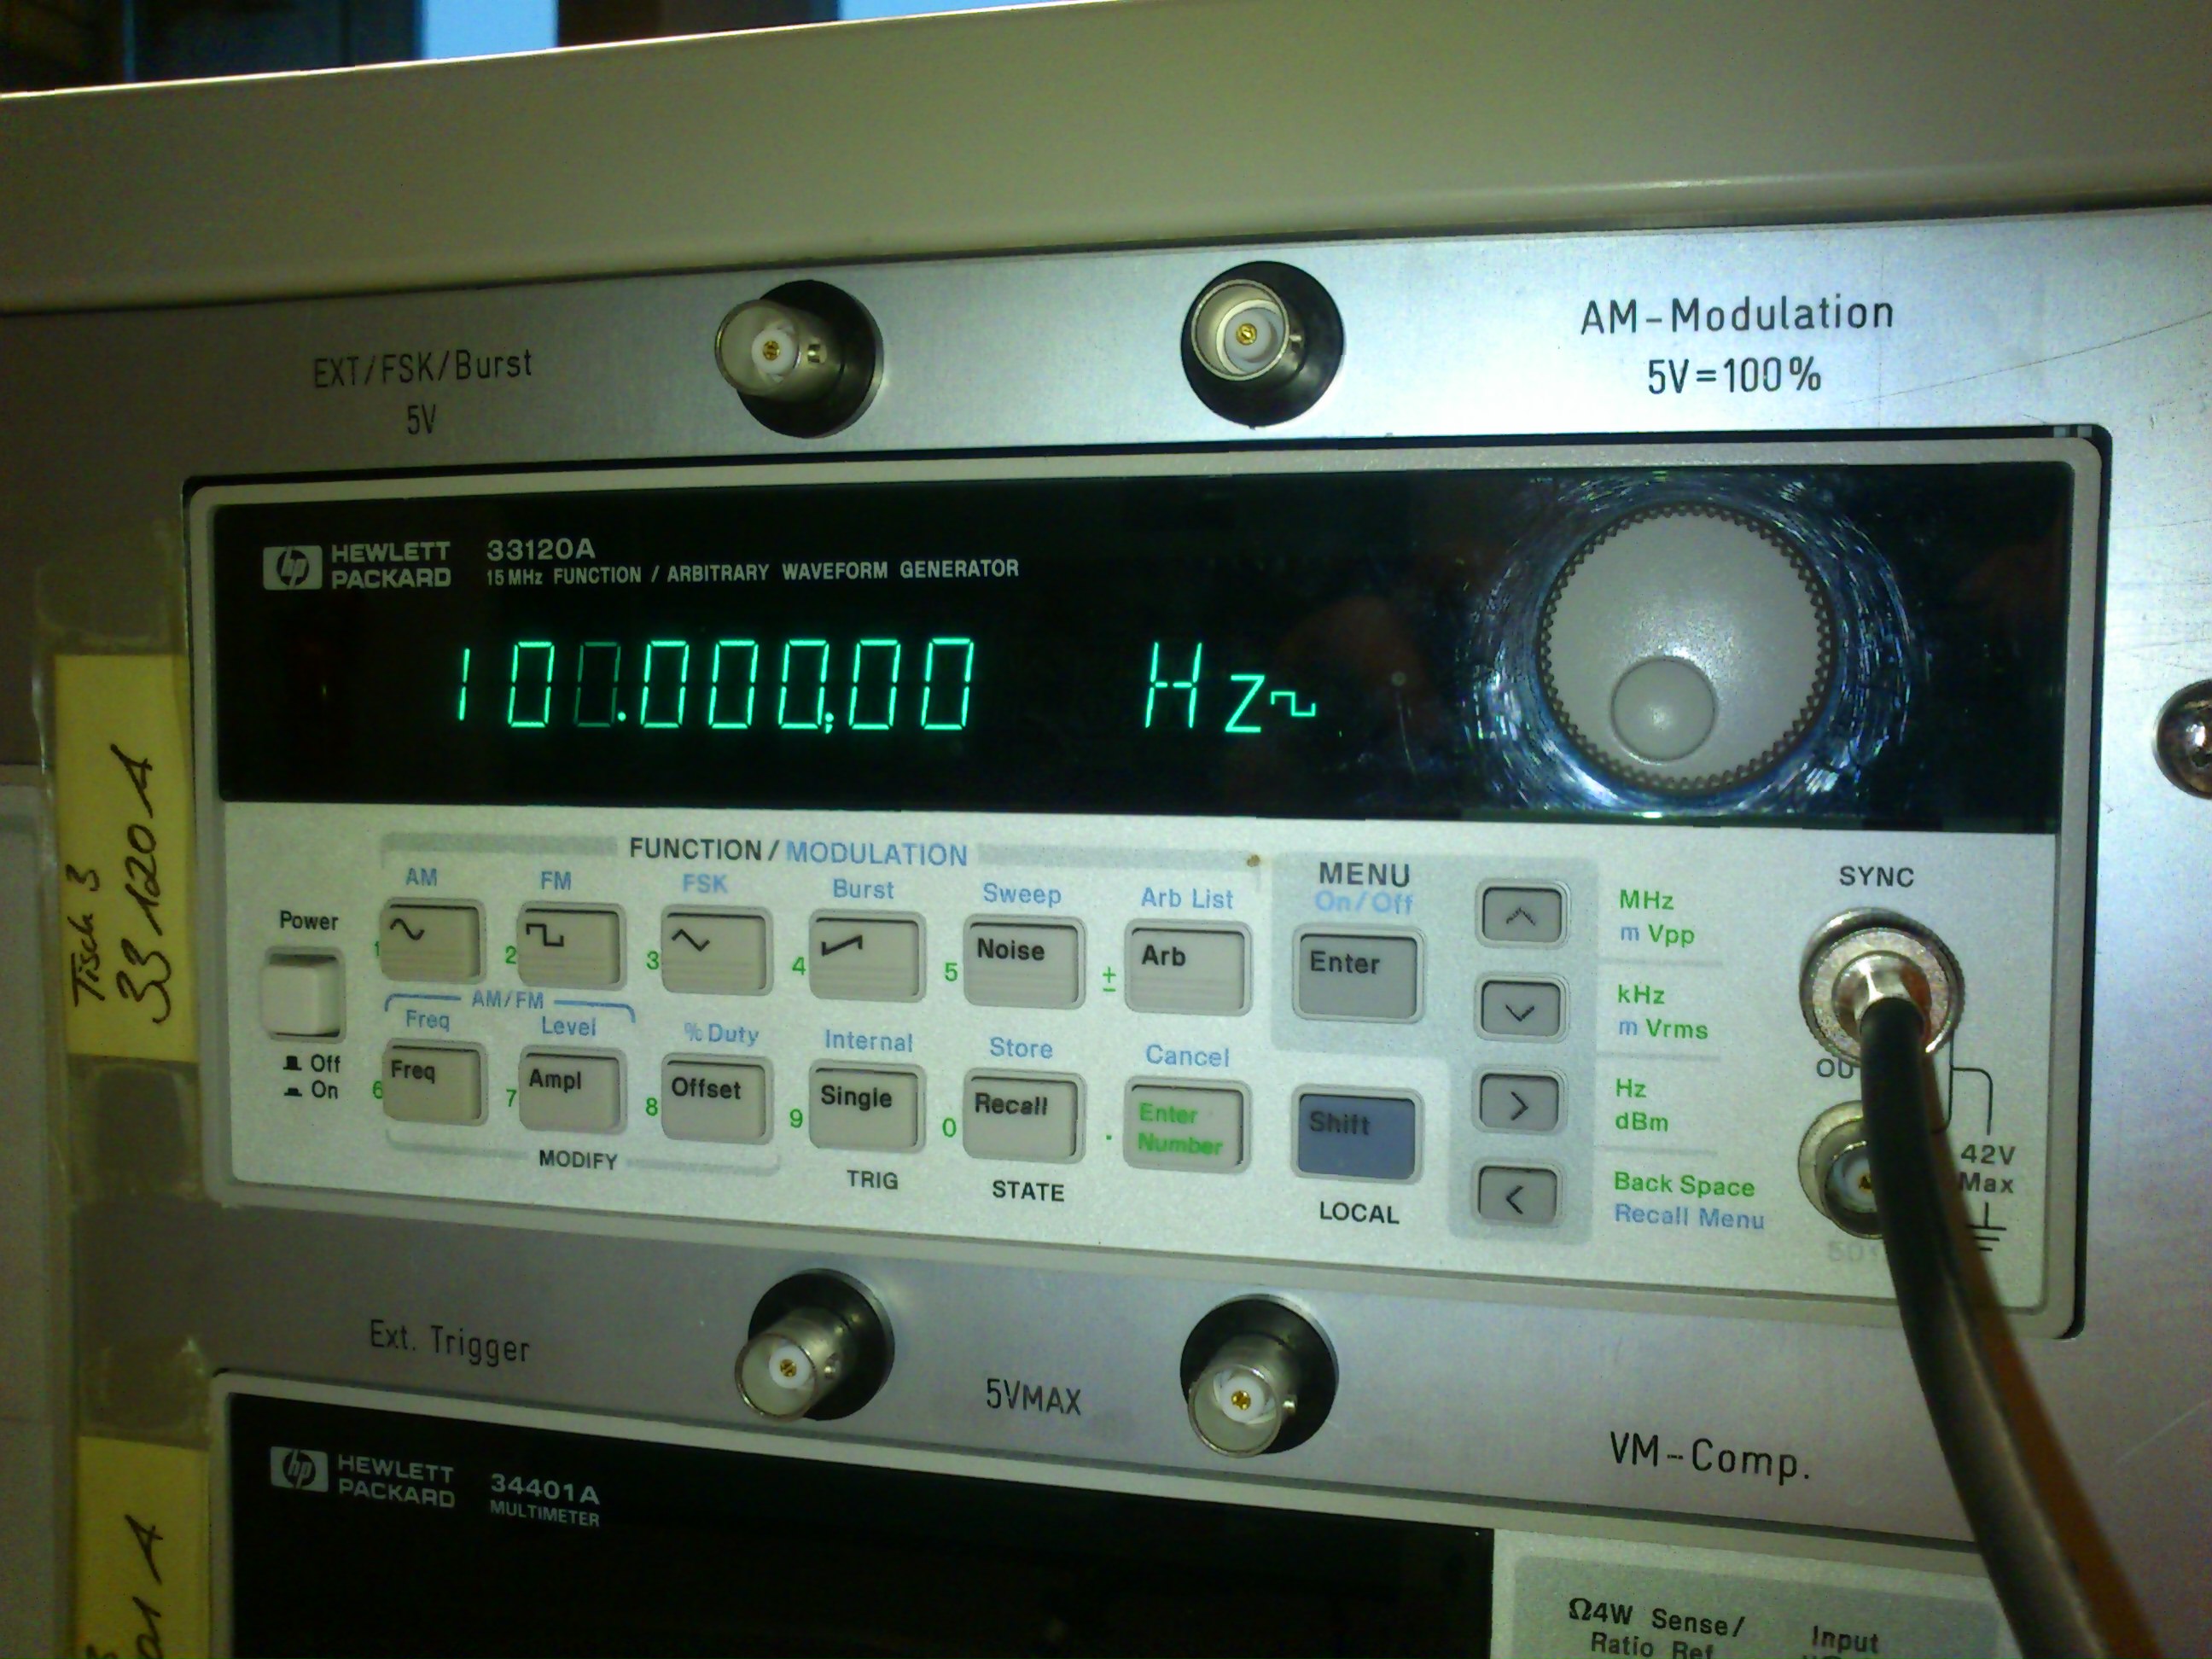 EXT/FSK/Burst
5V
AM-Modulation
5V=100%
hp HEWLETT
PACKARD
33120A
15 MHz FUNCTION / ARBITRARY WAVEFORM GENERATOR
100.000,00 Hz
Tisch 3
33120A
FUNCTION/MODULATION
AM FM FSK Burst Sweep Arb List
MENU
On/Off
Power
Off
On
1 2 3 4 5 Noise ± Arb
Enter
AM/FM
Freq Level % Duty Internal Store Cancel
6 Freq 7 Ampl 8 Offset 9 Single 0 Recall . Enter
Number
Shift
MODIFY
TRIG
STATE
LOCAL
MHz
m Vpp
kHz
m Vrms
Hz
dBm
Back Space
Recall Menu
SYNC
42V
Max
Ext. Trigger
5VMAX
VM-Comp.
hp HEWLETT
PACKARD
34401A
MULTIMETER
Ω4W Sense/
Ratio Ref
Input